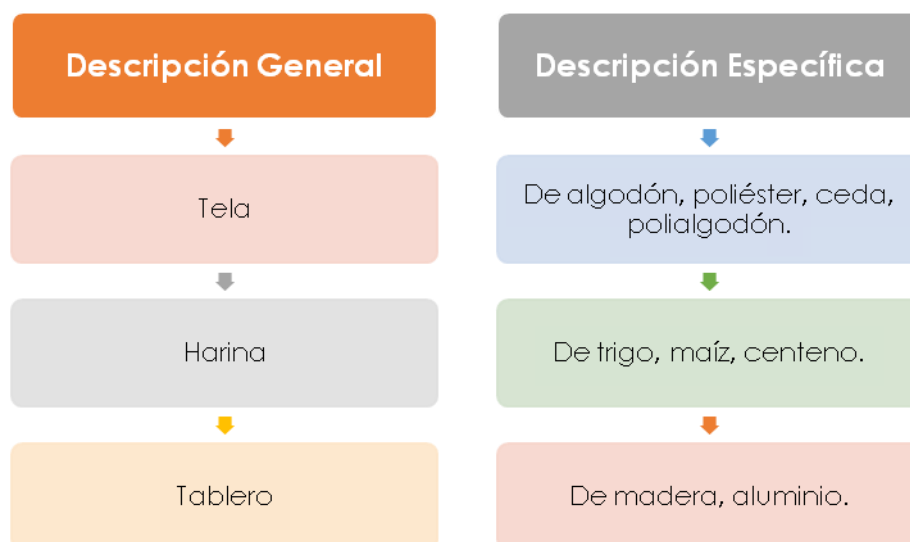 Descripción General
Tela
Harina
Tablero
Descripción Específica
De algodón, poliéster, ceda,
polialgodón.
De trigo, maíz, centeno.
De madera, aluminio.